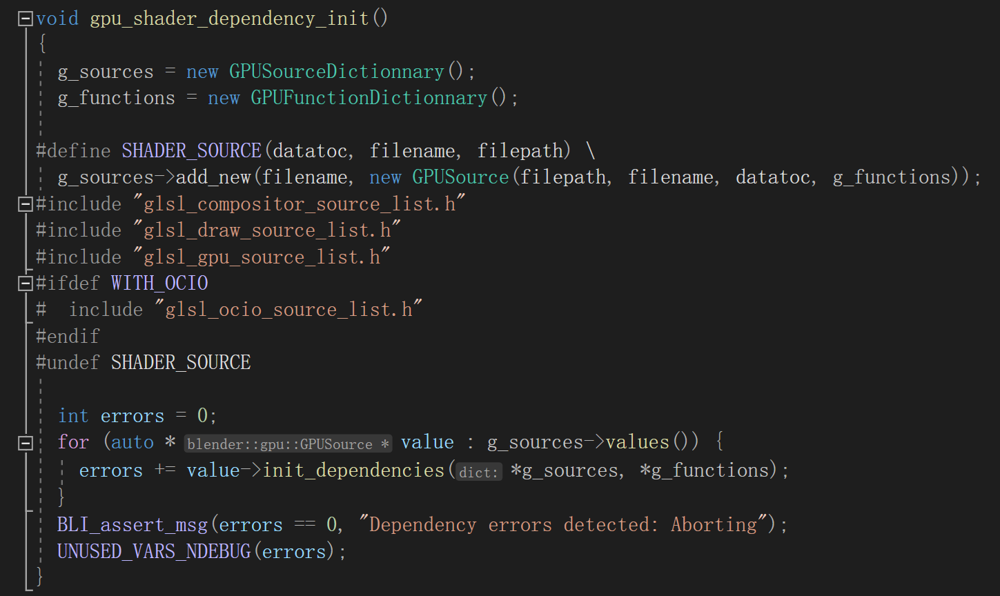 void gpu_shader_dependency_init()
{
  g_sources = new GPUSourceDictionnary();
  g_functions = new GPUFunctionDictionnary();

#define SHADER_SOURCE(datatoc, filename, filepath) \
  g_sources->add_new(filename, new GPUSource(filepath, filename, datatoc, g_functions));
#include "glsl_compositor_source_list.h"
#include "glsl_draw_source_list.h"
#include "glsl_gpu_source_list.h"
#ifdef WITH_OCIO
#  include "glsl_ocio_source_list.h"
#endif
#undef SHADER_SOURCE

  int errors = 0;
  for (auto * blender::gpu::GPUSource * value : g_sources->values()) {
    errors += value->init_dependencies(dict: *g_sources, *g_functions);
  }
  BLI_assert_msg(errors == 0, "Dependency errors detected: Aborting");
  UNUSED_VARS_NDEBUG(errors);
}